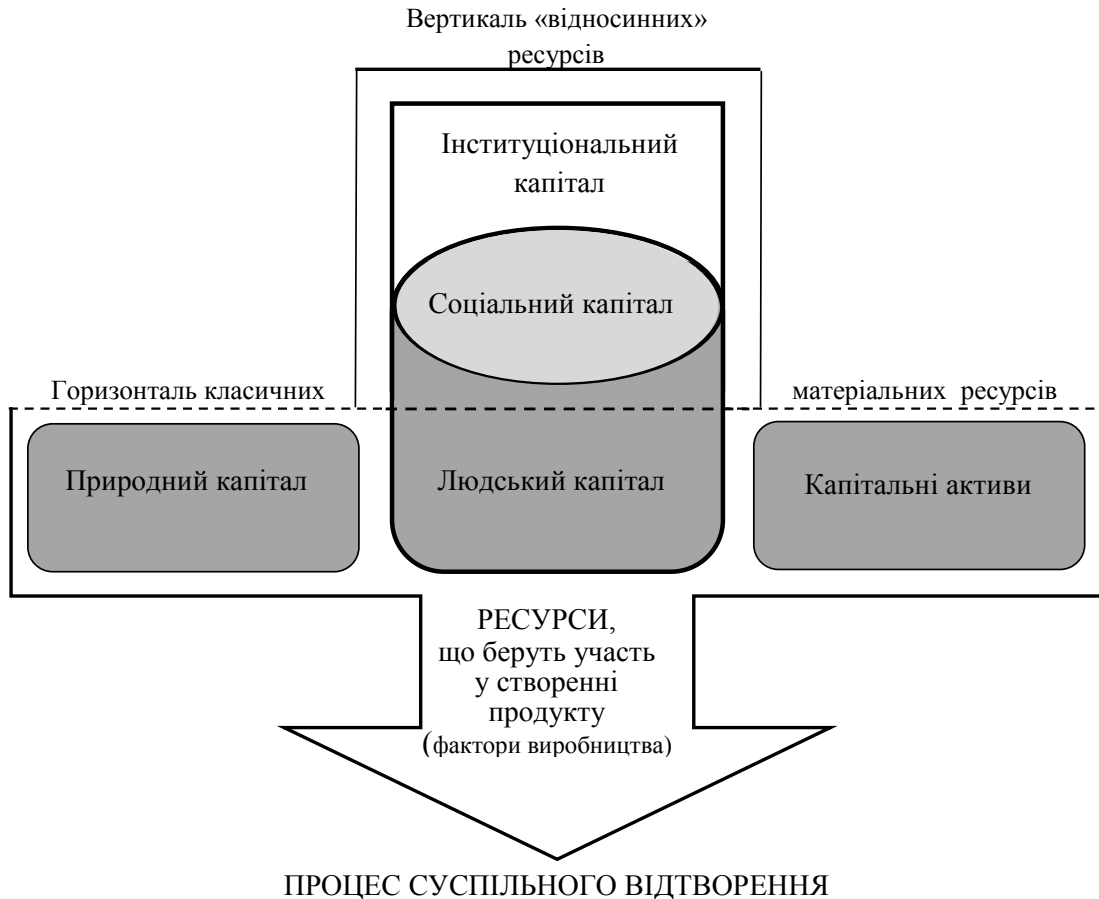 Вертикаль «відносинних»
ресурсів
Інституціональний
капітал
Соціальний капітал
Горизонталь класичних
матеріальних ресурсів
Природний капітал
Людський капітал
Капітальні активи
РЕСУРСИ,
що беруть участь
у створенні
продукту
(фактори виробництва)
ПРОЦЕС СУСПІЛЬНОГО ВІДТВОРЕННЯ